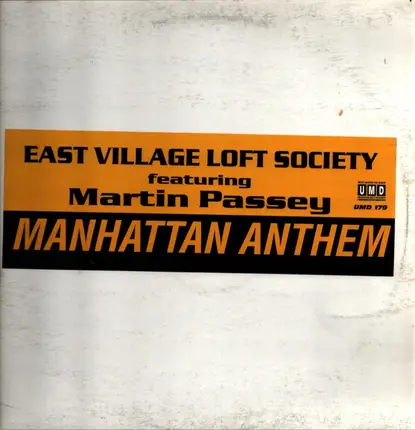 EAST VILLAGE LOFT SOCIETY
featuring
Martin Passey
UMD
UMD 179
MANHATTAN ANTHEM